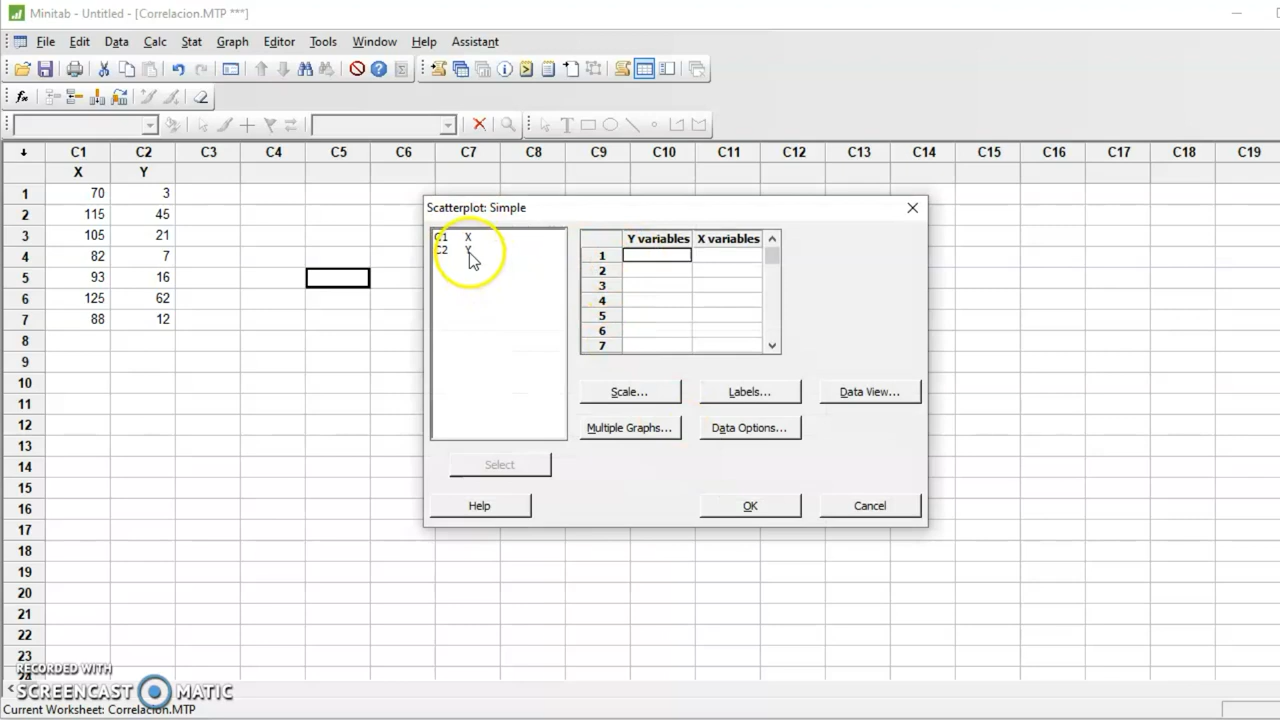 Minitab - Untitled - [Correlacion.MTP ***]
File Edit Data Calc Stat Graph Editor Tools Window Help Assistant
C1 C2 C3 C4 C5 C6 C7 C8 C9 C10 C11 C12 C13 C14 C15 C16 C17 C18 C19
X Y
1 70 3
2 115 45
3 105 21
4 82 7
5 93 16
6 125 62
7 88 12
8
9
10
11
12
13
14
15
16
17
18
19
20
21
22
23
24
Scatterplot: Simple
C1 X
C2 Y
Y variables X variables
1
2
3
4
5
6
7
Scale... Labels... Data View...
Multiple Graphs... Data Options...
Select
Help OK Cancel
RECORDED WITH
SCREENCAST MATIC
Current Worksheet: Correlacion.MTP